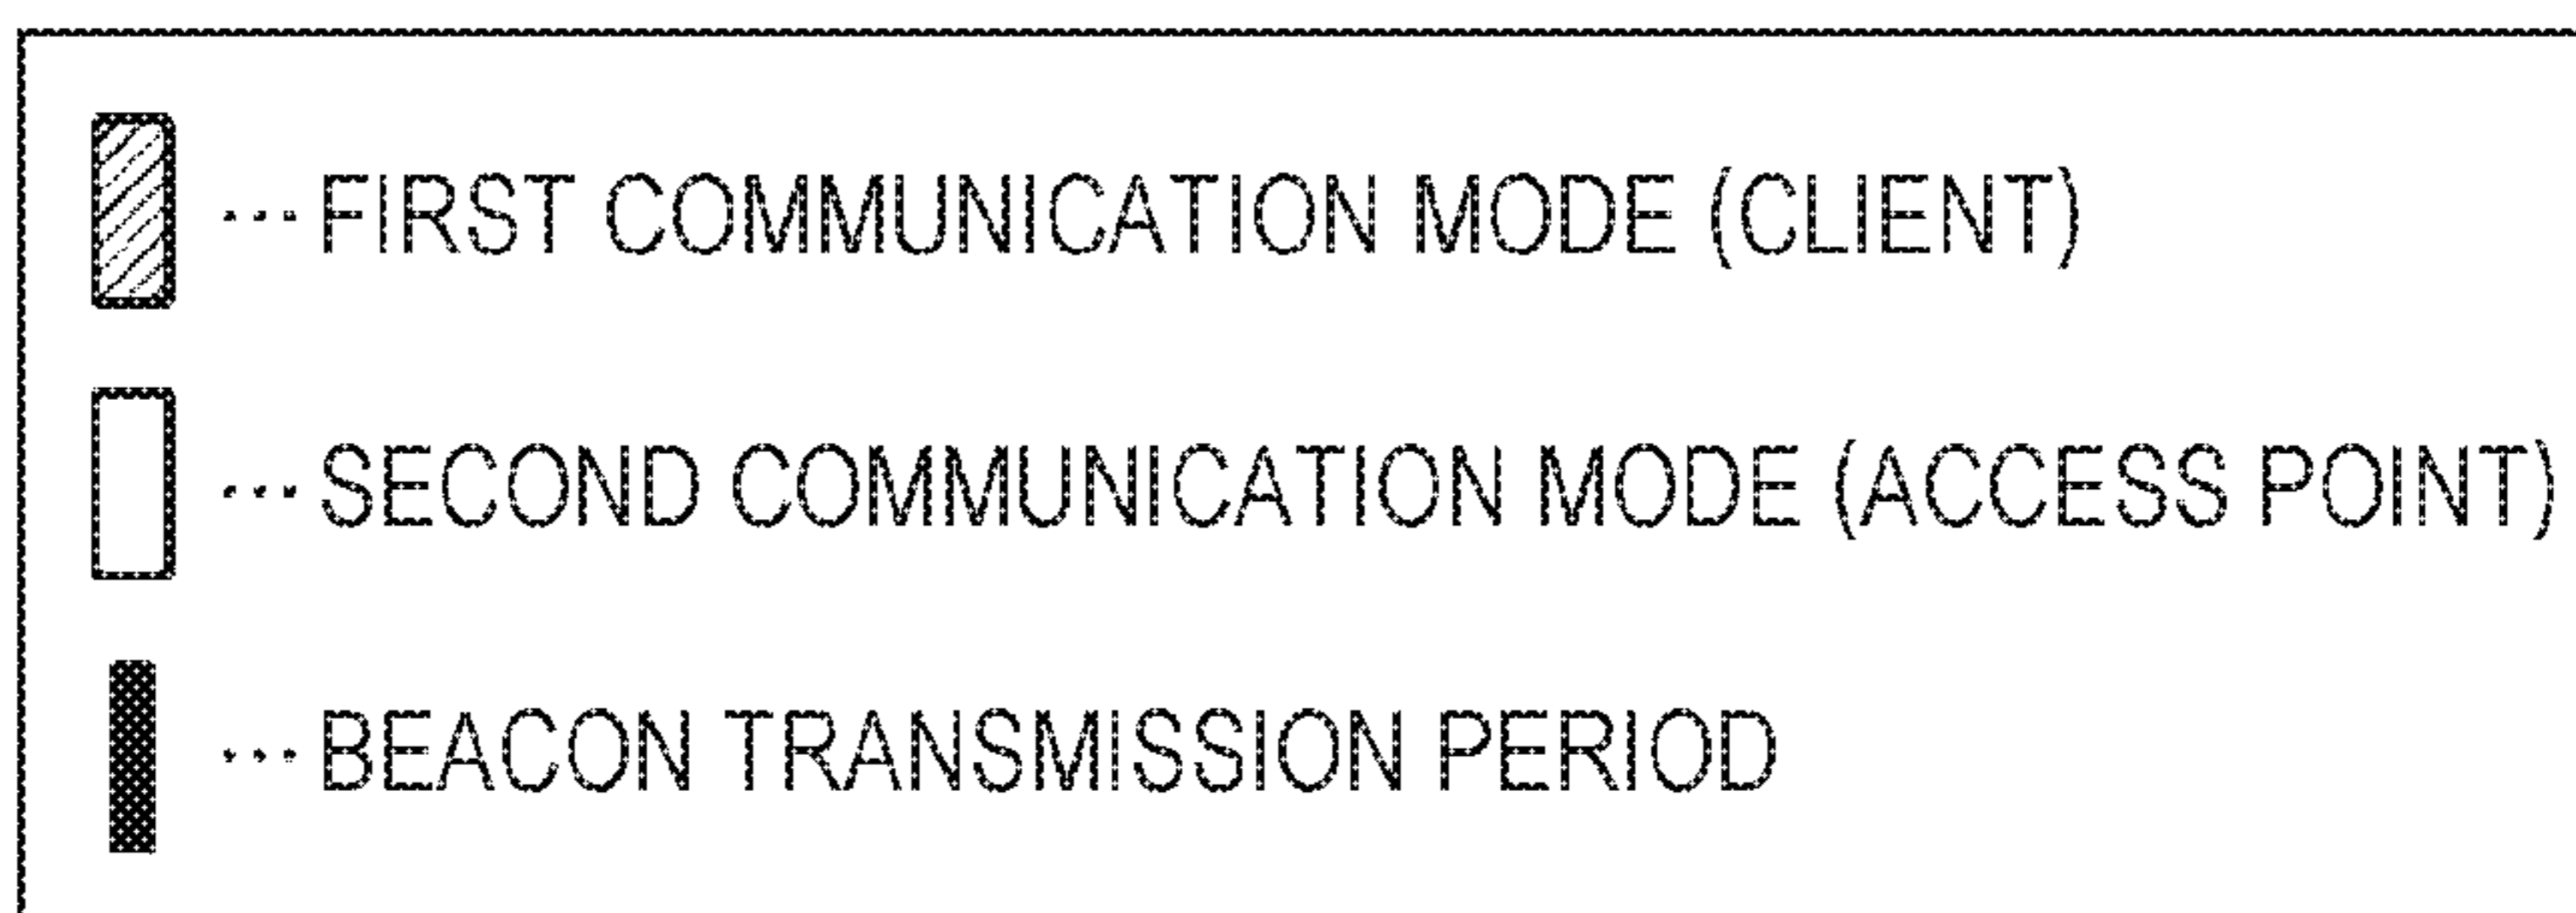 ··· FIRST COMMUNICATION MODE (CLIENT)
··· SECOND COMMUNICATION MODE (ACCESS POINT)
··· BEACON TRANSMISSION PERIOD